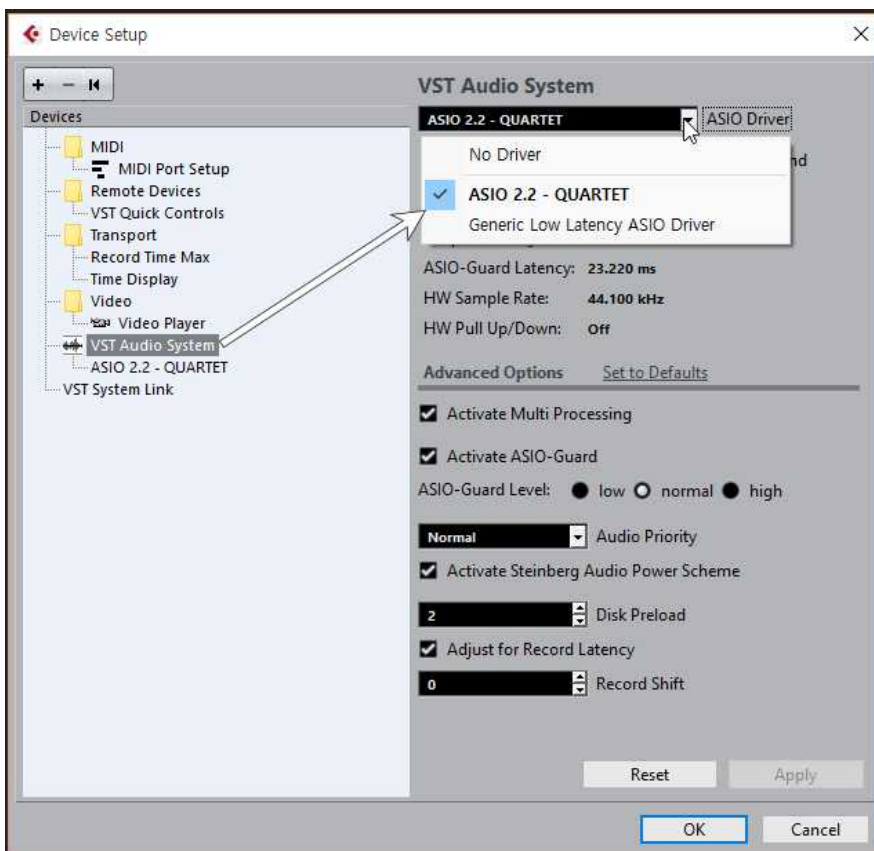 Device Setup
+ −
Devices
MIDI
MIDI Port Setup
Remote Devices
VST Quick Controls
Transport
Record Time Max
Time Display
Video
Video Player
VST Audio System
ASIO 2.2 - QUARTET
VST System Link
VST Audio System
ASIO 2.2 - QUARTET ASIO Driver
No Driver
ASIO 2.2 - QUARTET
Generic Low Latency ASIO Driver
ASIO-Guard Latency: 23.220 ms
HW Sample Rate: 44.100 kHz
HW Pull Up/Down: Off
Advanced Options Set to Defaults
Activate Multi Processing
Activate ASIO-Guard
ASIO-Guard Level: low normal high
Normal Audio Priority
Activate Steinberg Audio Power Scheme
2 Disk Preload
Adjust for Record Latency
0 Record Shift
Reset Apply
OK Cancel